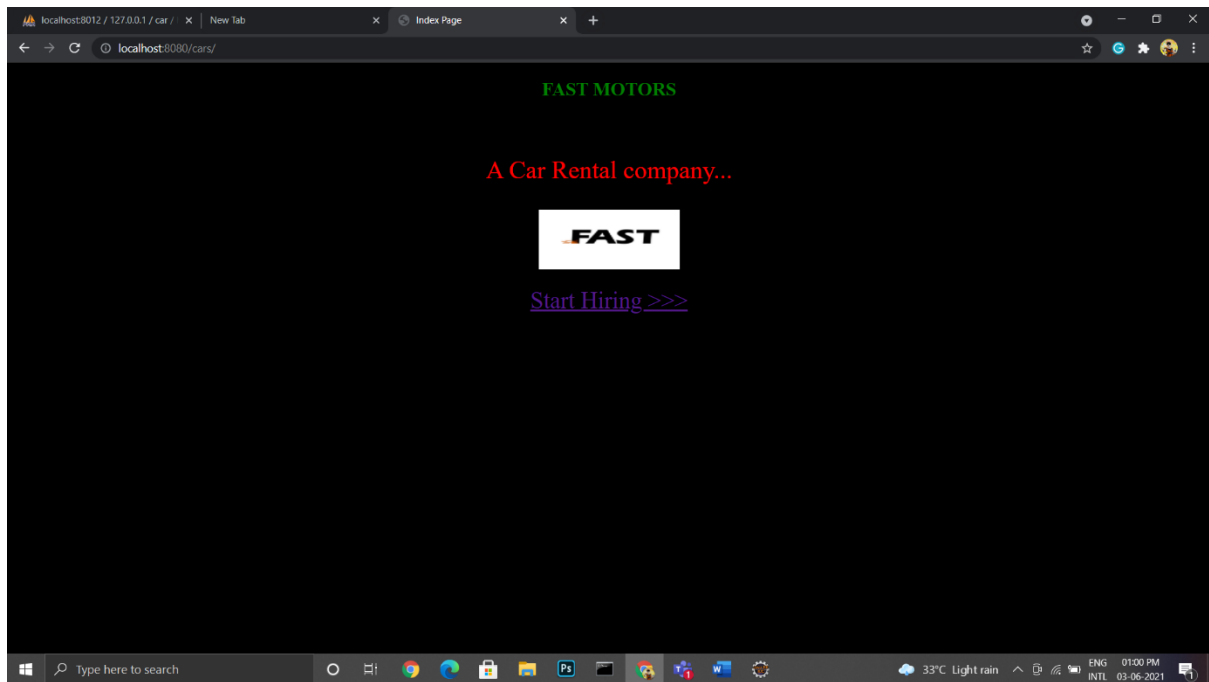 localhost:8012 / 127.0.0.1 / car /
New Tab
Index Page
localhost:8080/cars/
FAST MOTORS
A Car Rental company...
FAST
Start Hiring >>>
Type here to search
Ps
W
33°C Light rain
ENG
INTL
01:00 PM
03-06-2021